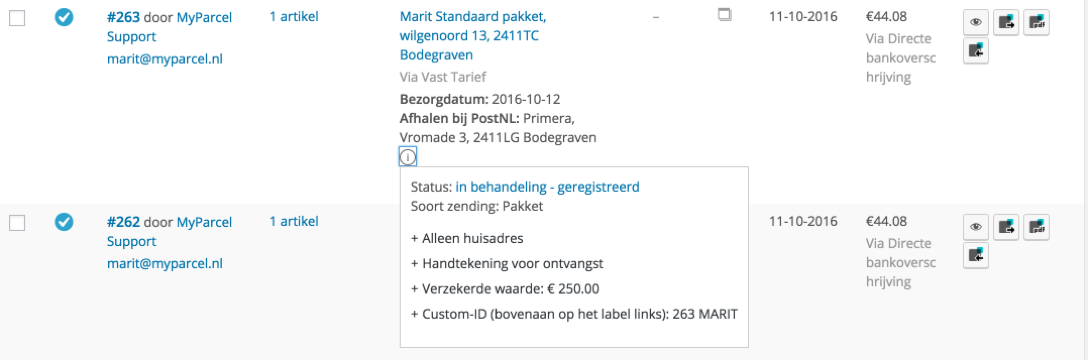 #263 door MyParcel Support
marit@myparcel.nl
1 artikel
Marit Standaard pakket,
wilgenoord 13, 2411TC
Bodegraven
Via Vast Tarief
Bezorgdatum: 2016-10-12
Afhalen bij PostNL: Primera,
Vromade 3, 2411LG Bodegraven
–
11-10-2016
€44.08
Via Directe
bankoversc
hrijving
pdf
Status: in behandeling - geregistreerd
Soort zending: Pakket
+ Alleen huisadres
+ Handtekening voor ontvangst
+ Verzekerde waarde: € 250.00
+ Custom-ID (bovenaan op het label links): 263 MARIT
#262 door MyParcel
Support
marit@myparcel.nl
1 artikel
11-10-2016
€44.08
Via Directe
bankoversc
hrijving
pdf